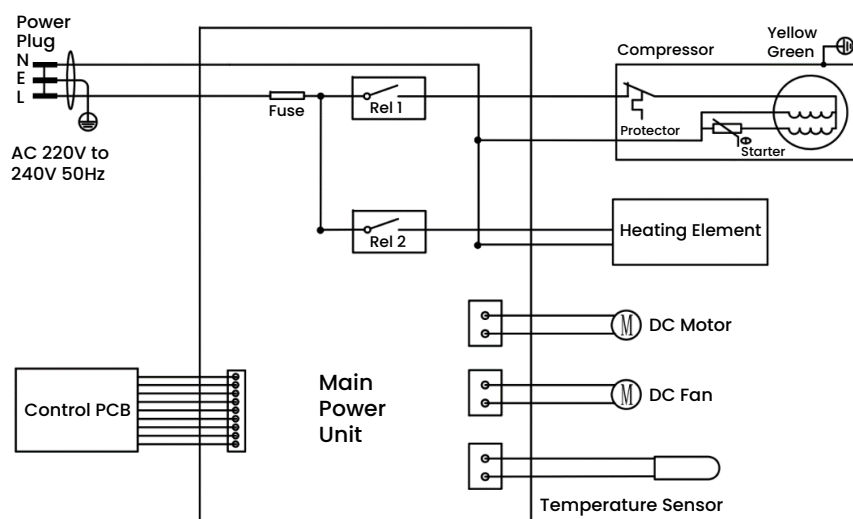 Power
Plug
N
E
L
AC 220V to
240V 50Hz
Fuse
Rel 1
Rel 2
Compressor
Yellow
Green
Protector
Starter
Heating Element
M DC Motor
M DC Fan
Temperature Sensor
Control PCB
Main
Power
Unit